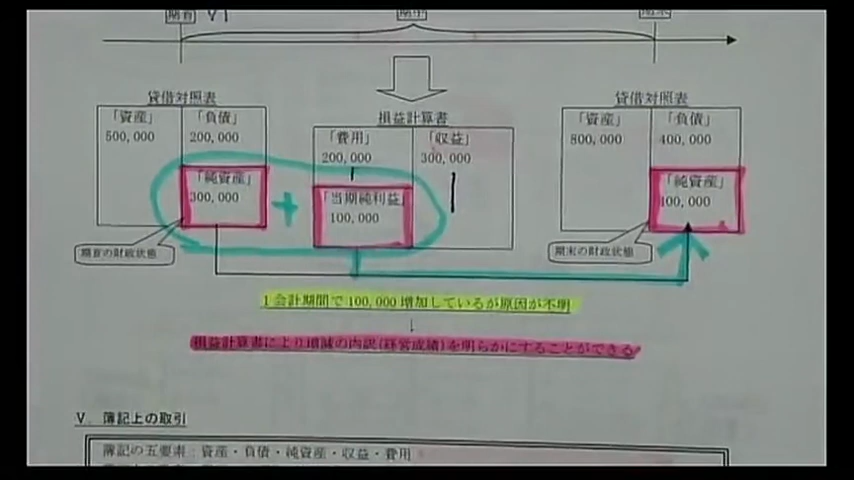 期首 期中 期末
貸借対照表
「資産」 「負債」
500,000 200,000
「純資産」
300,000
期首の財政状態
+
損益計算書
「費用」 「収益」
200,000 300,000
「当期純利益」
100,000
貸借対照表
「資産」 「負債」
800,000 400,000
「純資産」
400,000
期末の財政状態
1会計期間で100,000増加しているが原因が不明
↓
損益計算書により増減の内訳(経営成績)を明らかにすることができる
Ⅴ. 簿記上の取引
簿記の五要素:資産・負債・純資産・収益・費用